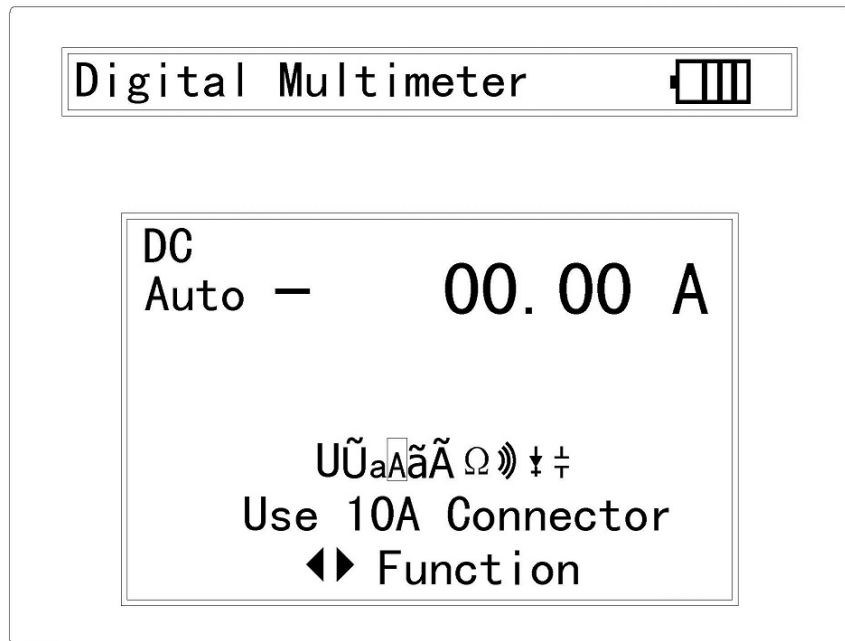 Digital Multimeter
DC
Auto - 00.00 A
UŨaAãÃ Ω
Use 10A Connector
Function